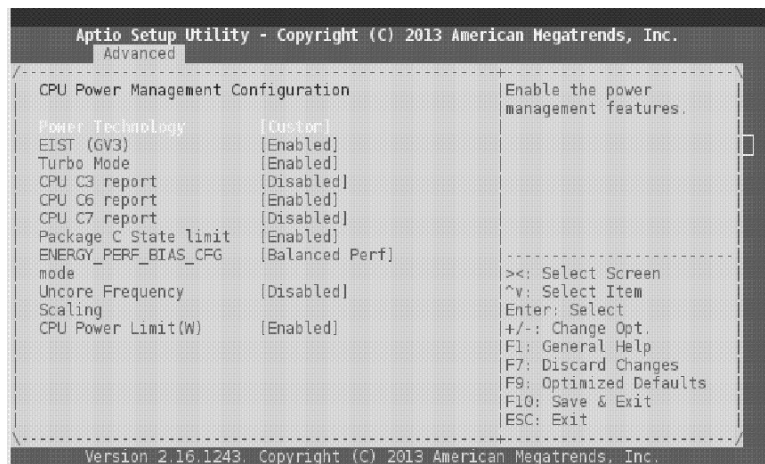 Aptio Setup Utility - Copyright (C) 2013 American Megatrends, Inc.
Advanced
CPU Power Management Configuration
Power Technology [Custom]
EIST (GV3) [Enabled]
Turbo Mode [Enabled]
CPU C3 report [Disabled]
CPU C6 report [Enabled]
CPU C7 report [Disabled]
Package C State limit [Enabled]
ENERGY_PERF_BIAS_CFG [Balanced Perf]
mode
Uncore Frequency [Disabled]
Scaling
CPU Power Limit(W) [Enabled]
Enable the power
management features.
><: Select Screen
^v: Select Item
Enter: Select
+/-: Change Opt.
F1: General Help
F7: Discard Changes
F9: Optimized Defaults
F10: Save & Exit
ESC: Exit
Version 2.16.1243. Copyright (C) 2013 American Megatrends, Inc.